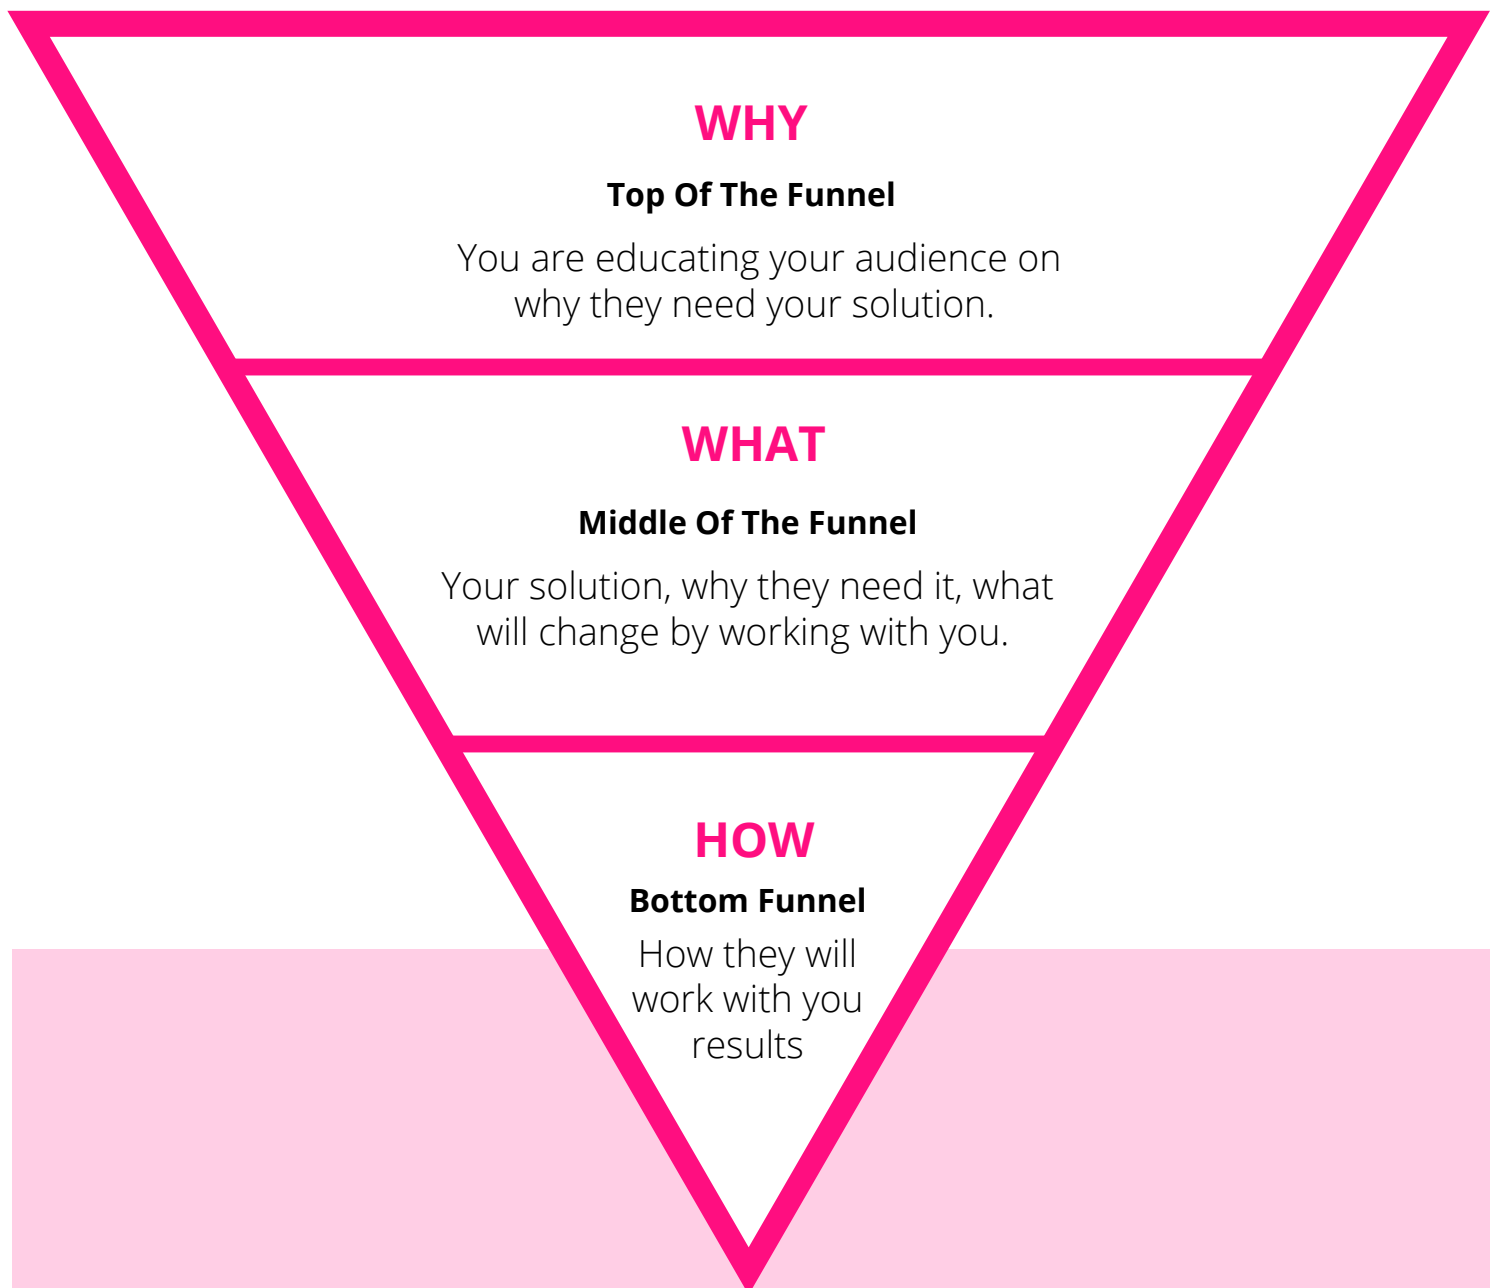 WHY
Top Of The Funnel
You are educating your audience on
why they need your solution.
WHAT
Middle Of The Funnel
Your solution, why they need it, what
will change by working with you.
HOW
Bottom Funnel
How they will
work with you
results